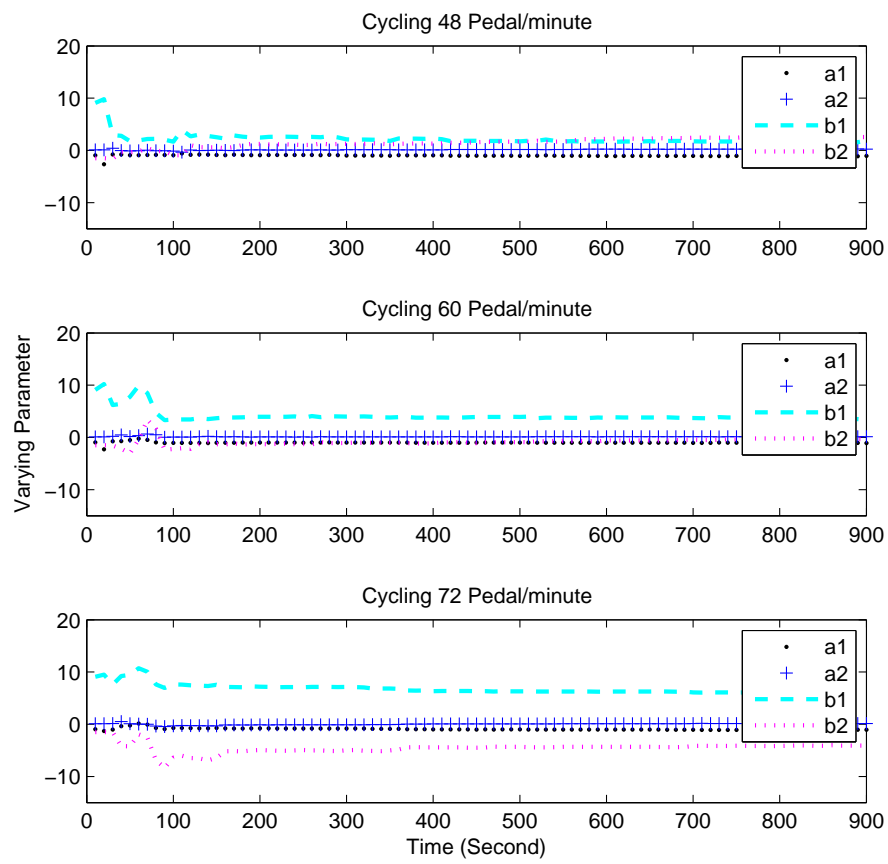 Cycling 48 Pedal/minute
20
10
0
−10
0 100 200 300 400 500 600 700 800 900
a1
a2
b1
b2
Cycling 60 Pedal/minute
Varying Parameter
20
10
0
−10
0 100 200 300 400 500 600 700 800 900
a1
a2
b1
b2
Cycling 72 Pedal/minute
20
10
0
−10
0 100 200 300 400 500 600 700 800 900
a1
a2
b1
b2
Time (Second)